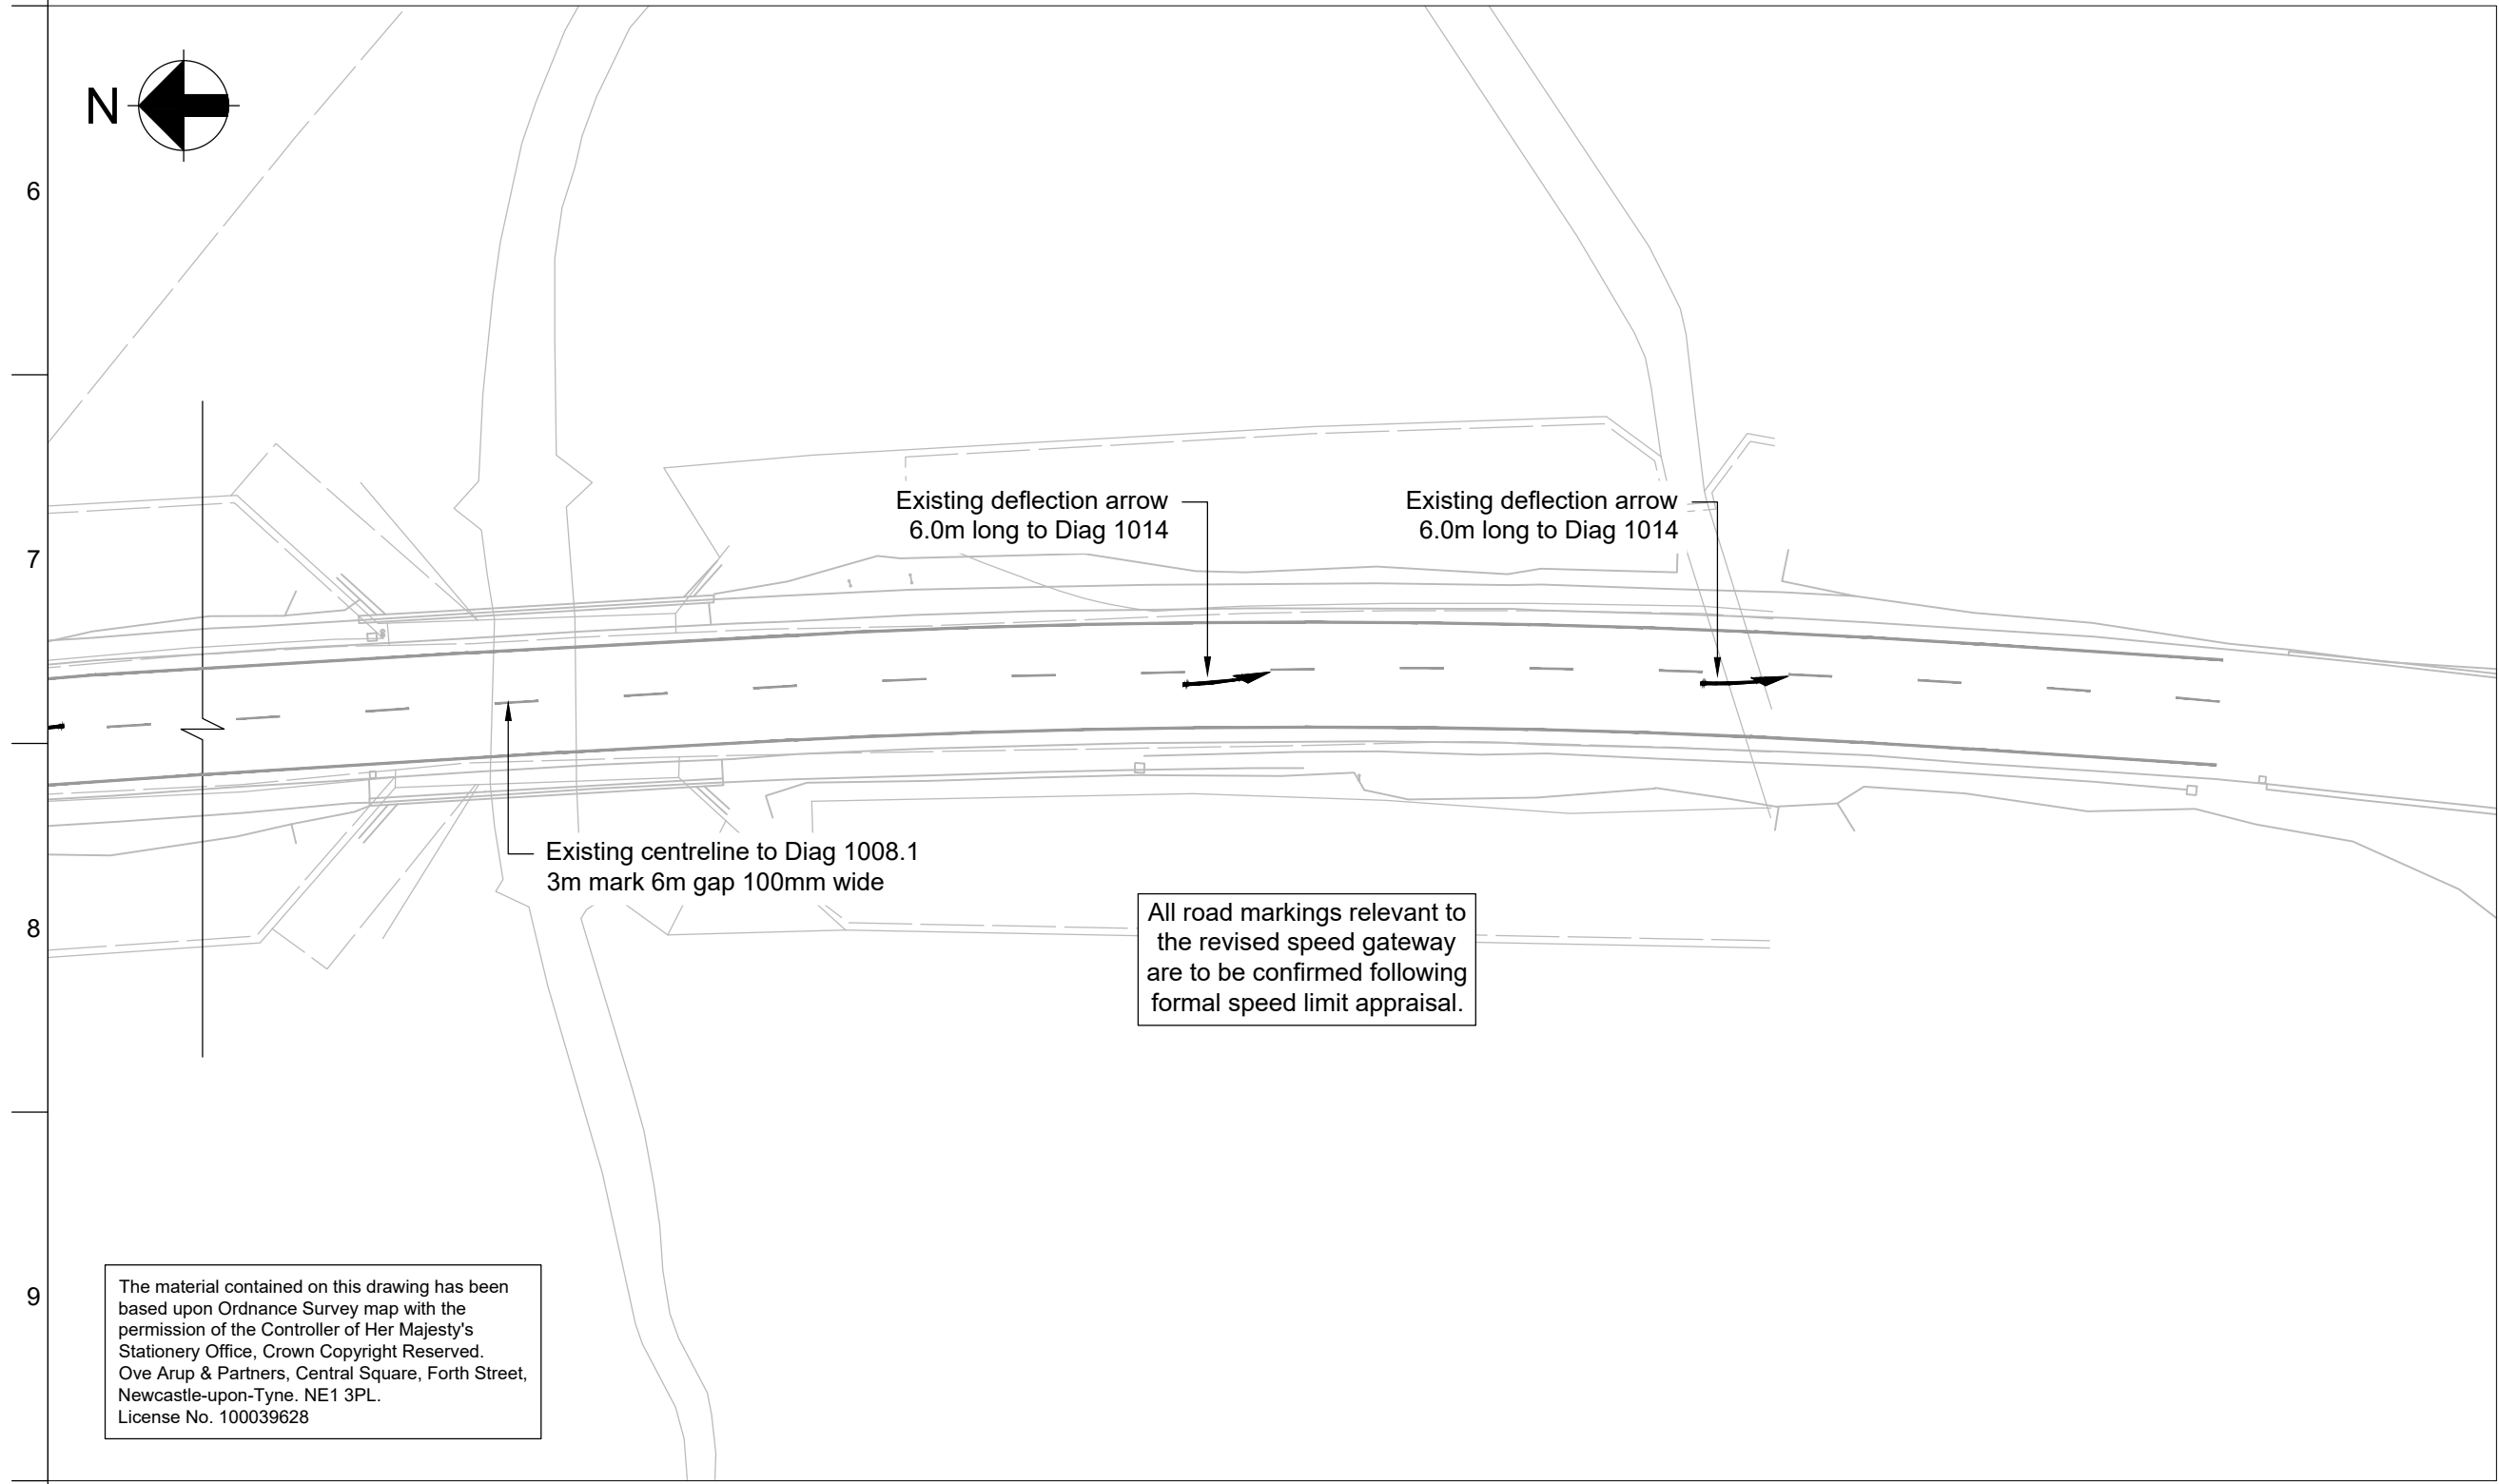 N
6
Existing deflection arrow
6.0m long to Diag 1014
Existing deflection arrow
6.0m long to Diag 1014
7
Existing centreline to Diag 1008.1
3m mark 6m gap 100mm wide
All road markings relevant to
the revised speed gateway
are to be confirmed following
formal speed limit appraisal.
8
9
The material contained on this drawing has been
based upon Ordnance Survey map with the
permission of the Controller of Her Majesty's
Stationery Office, Crown Copyright Reserved.
Ove Arup & Partners, Central Square, Forth Street,
Newcastle-upon-Tyne. NE1 3PL.
License No. 100039628